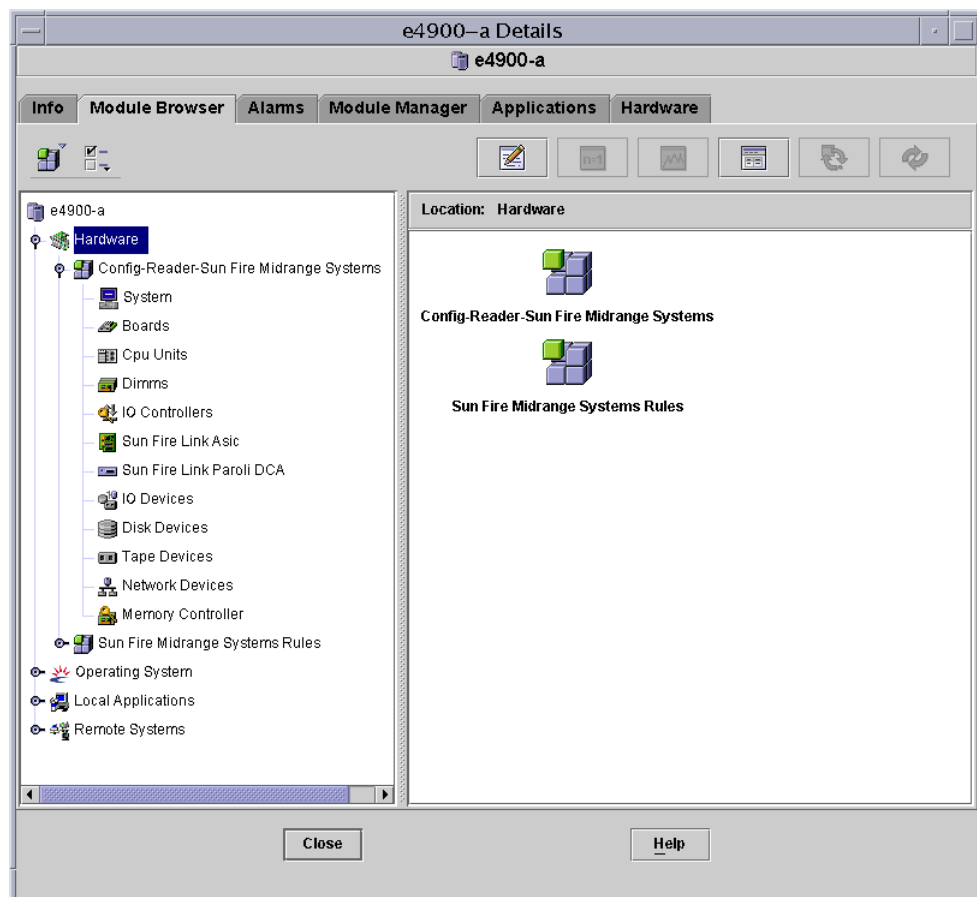 e4900–a Details
e4900-a
Info Module Browser Alarms Module Manager Applications Hardware
n=1
e4900-a
Hardware
Config-Reader-Sun Fire Midrange Systems
System
Boards
Cpu Units
Dimms
IO Controllers
Sun Fire Link Asic
Sun Fire Link Paroli DCA
IO Devices
Disk Devices
Tape Devices
Network Devices
Memory Controller
Sun Fire Midrange Systems Rules
Operating System
Local Applications
Remote Systems
Location: Hardware
Config-Reader-Sun Fire Midrange Systems
Sun Fire Midrange Systems Rules
Close Help